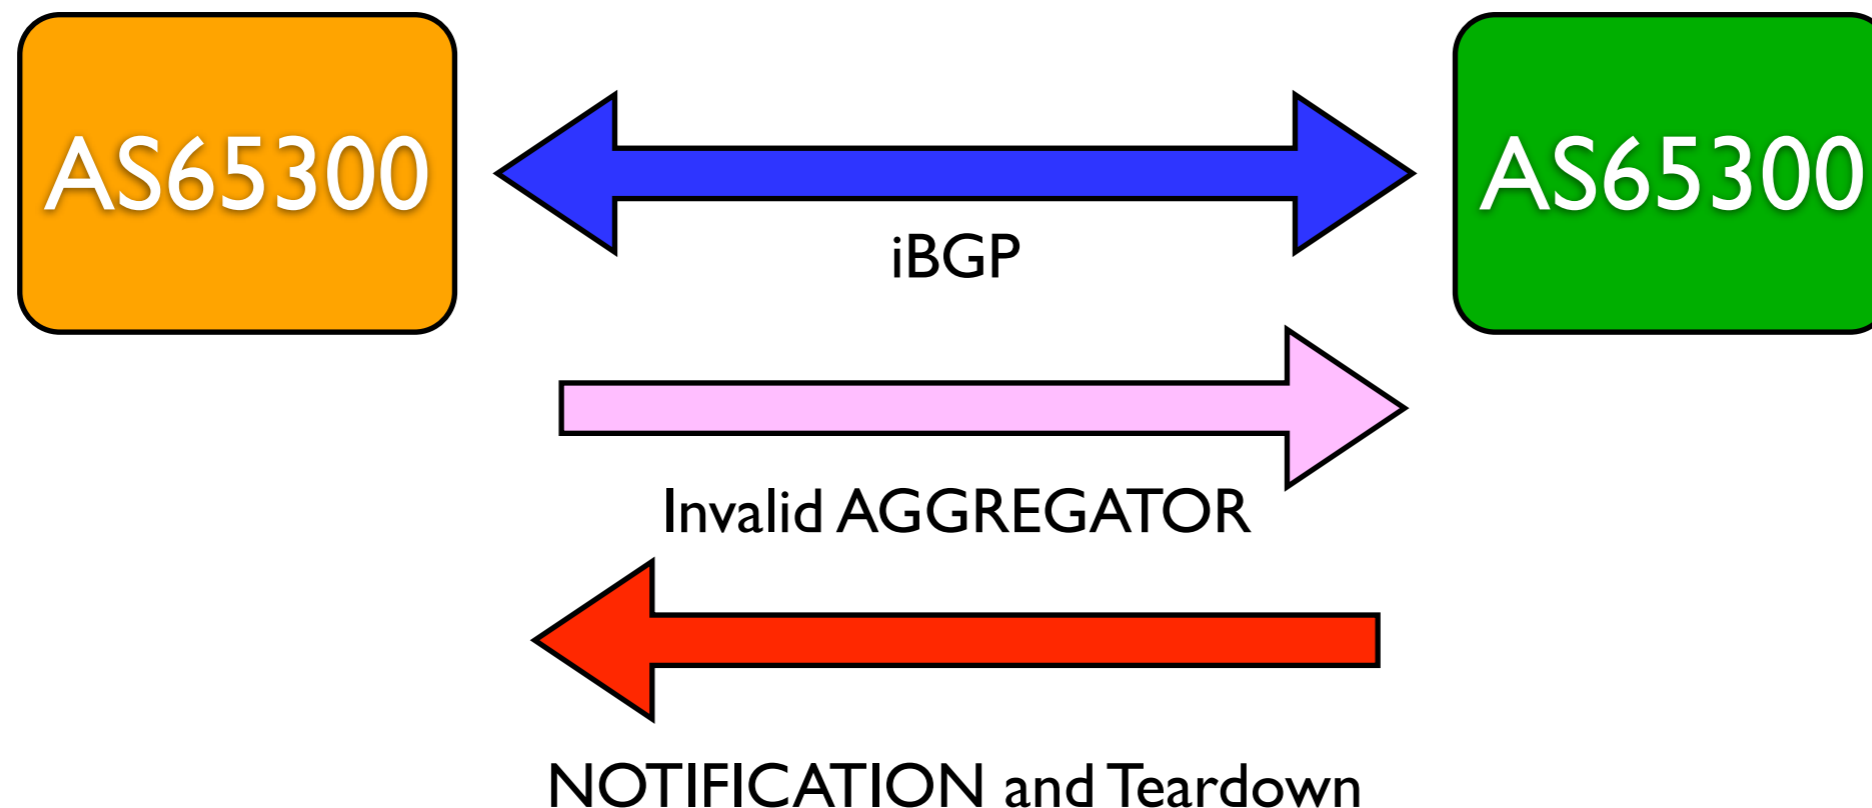 AS65300
AS65300
iBGP
Invalid AGGREGATOR
NOTIFICATION and Teardown